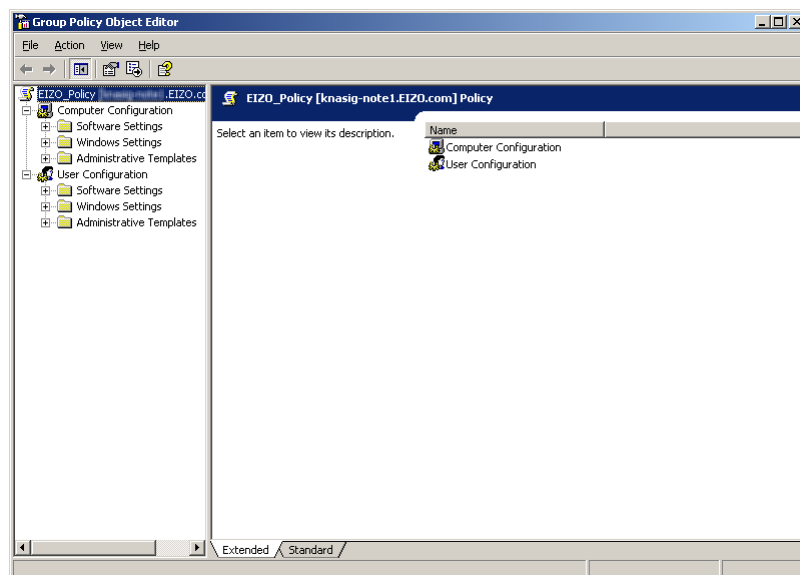 Group Policy Object Editor
File Action View Help
EIZO_Policy .EIZO.co
Computer Configuration
Software Settings
Windows Settings
Administrative Templates
User Configuration
Software Settings
Windows Settings
Administrative Templates
EIZO_Policy [knasig-note1.EIZO.com] Policy
Select an item to view its description.
Name
Computer Configuration
User Configuration
Extended Standard